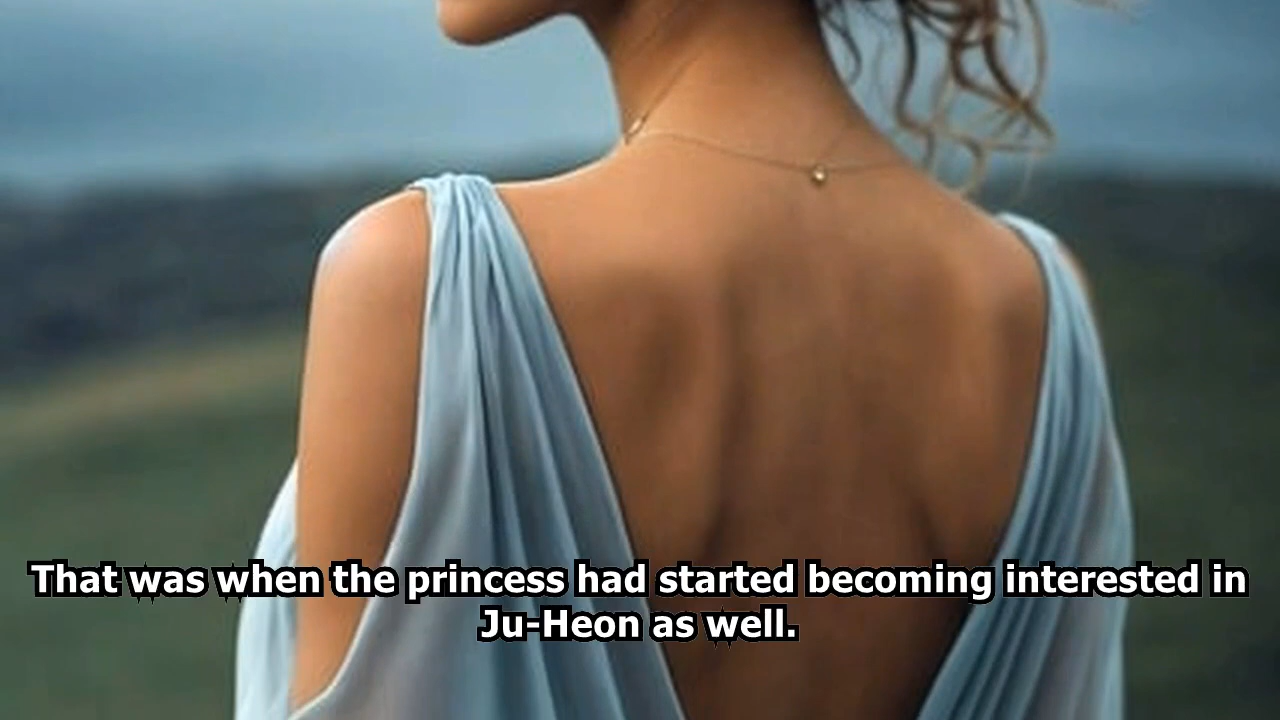 That was when the princess had started becoming interested in
Ju-Heon as well.